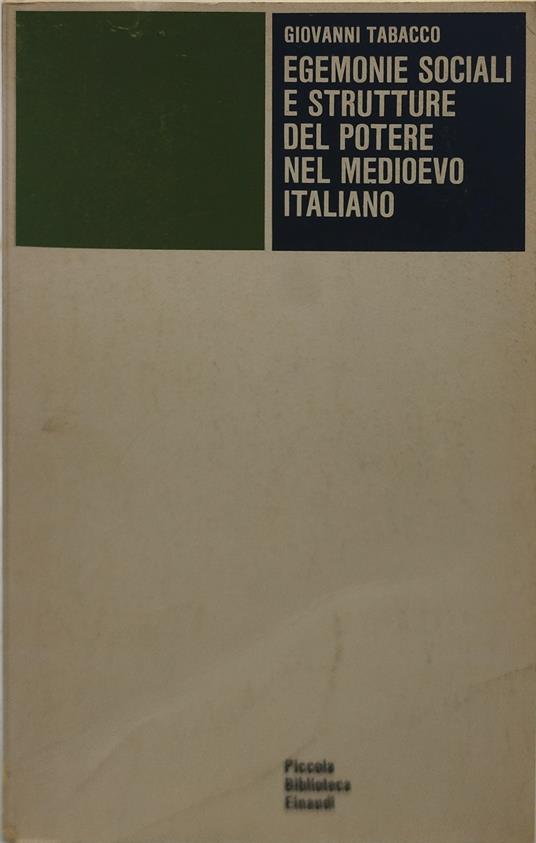 GIOVANNI TABACCO
EGEMONIE SOCIALI
E STRUTTURE
DEL POTERE
NEL MEDIOEVO
ITALIANO
Piccola
Biblioteca
Einaudi